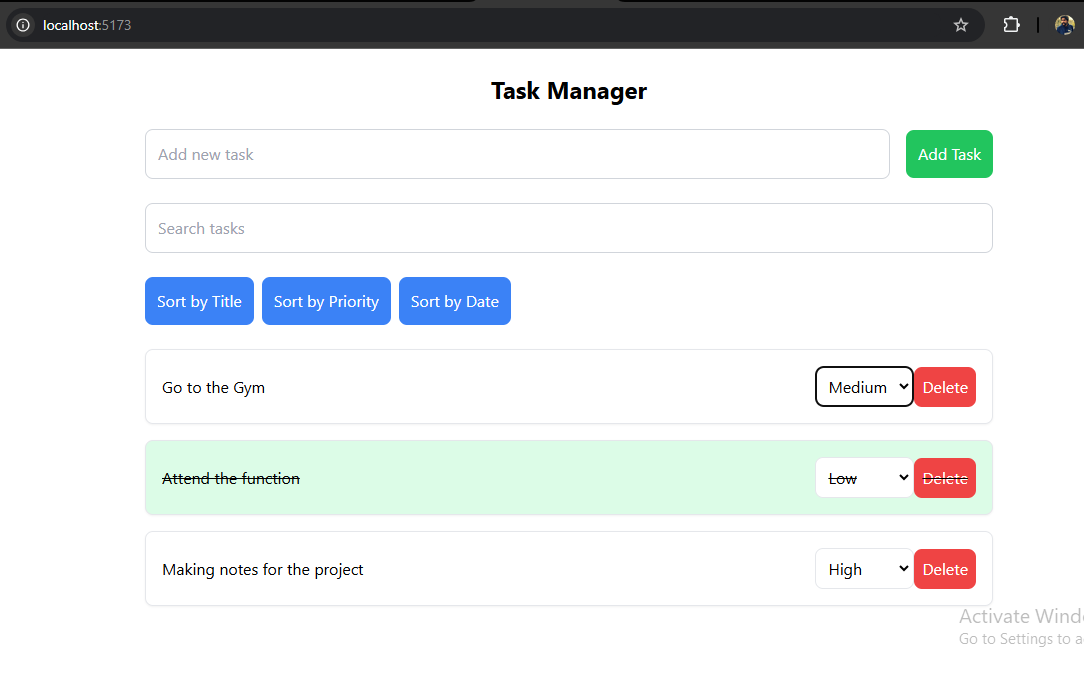 localhost:5173
Task Manager
Add new task
Add Task
Search tasks
Sort by Title
Sort by Priority
Sort by Date
Go to the Gym
Medium
Delete
Attend the function
Low
Delete
Making notes for the project
High
Delete
Activate Wind
Go to Settings to a